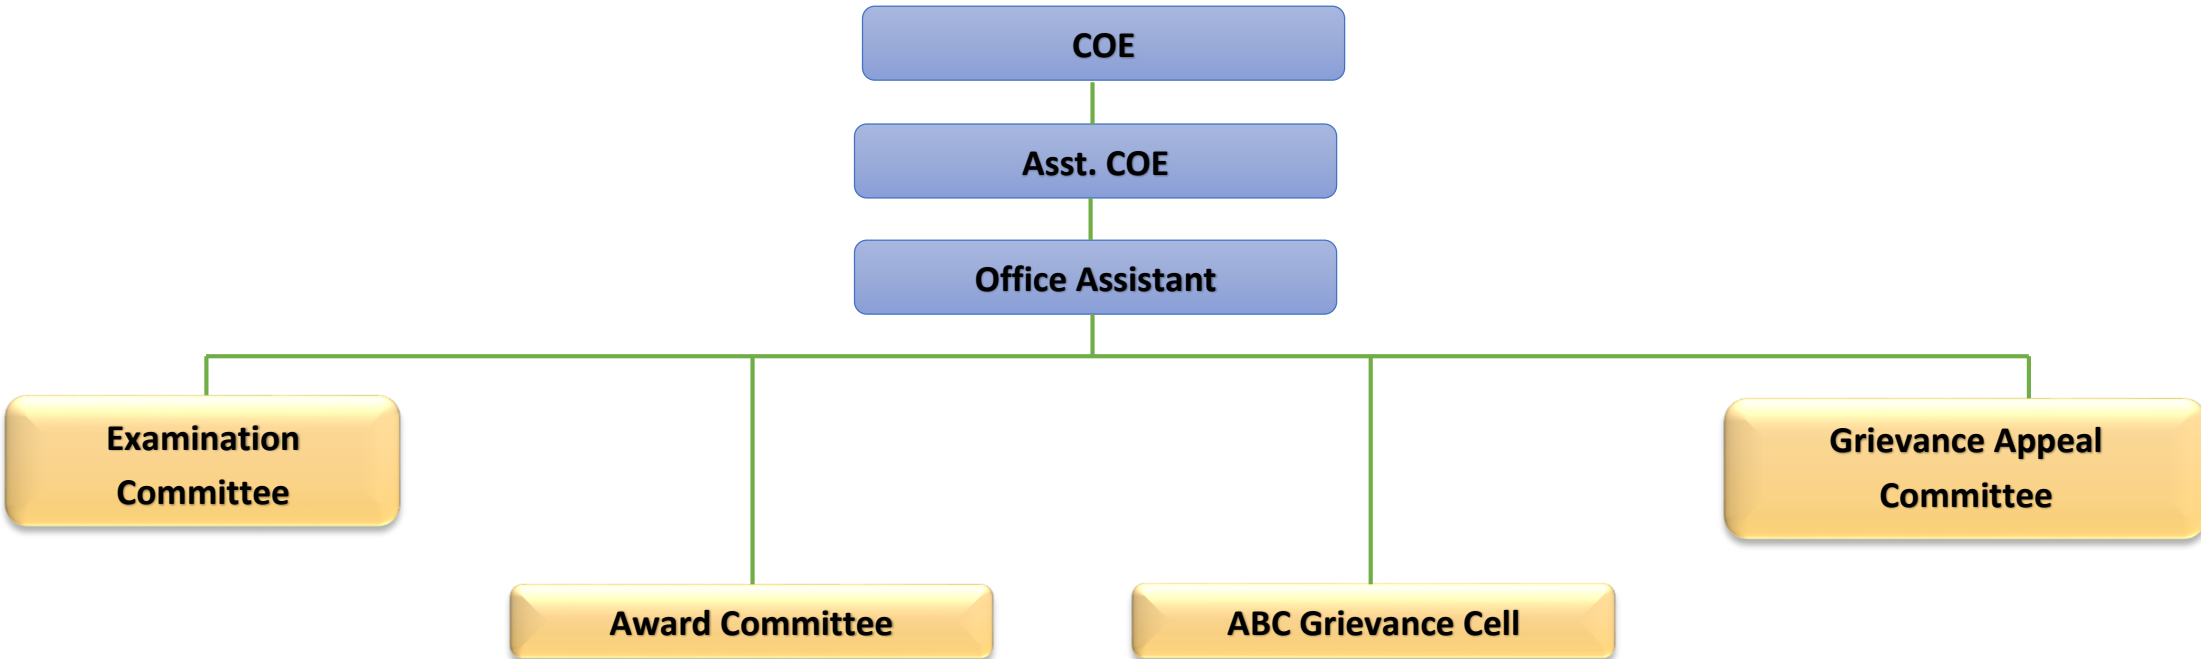 COE
Asst. COE
Office Assistant
Examination
Committee
Grievance Appeal
Committee
Award Committee
ABC Grievance Cell